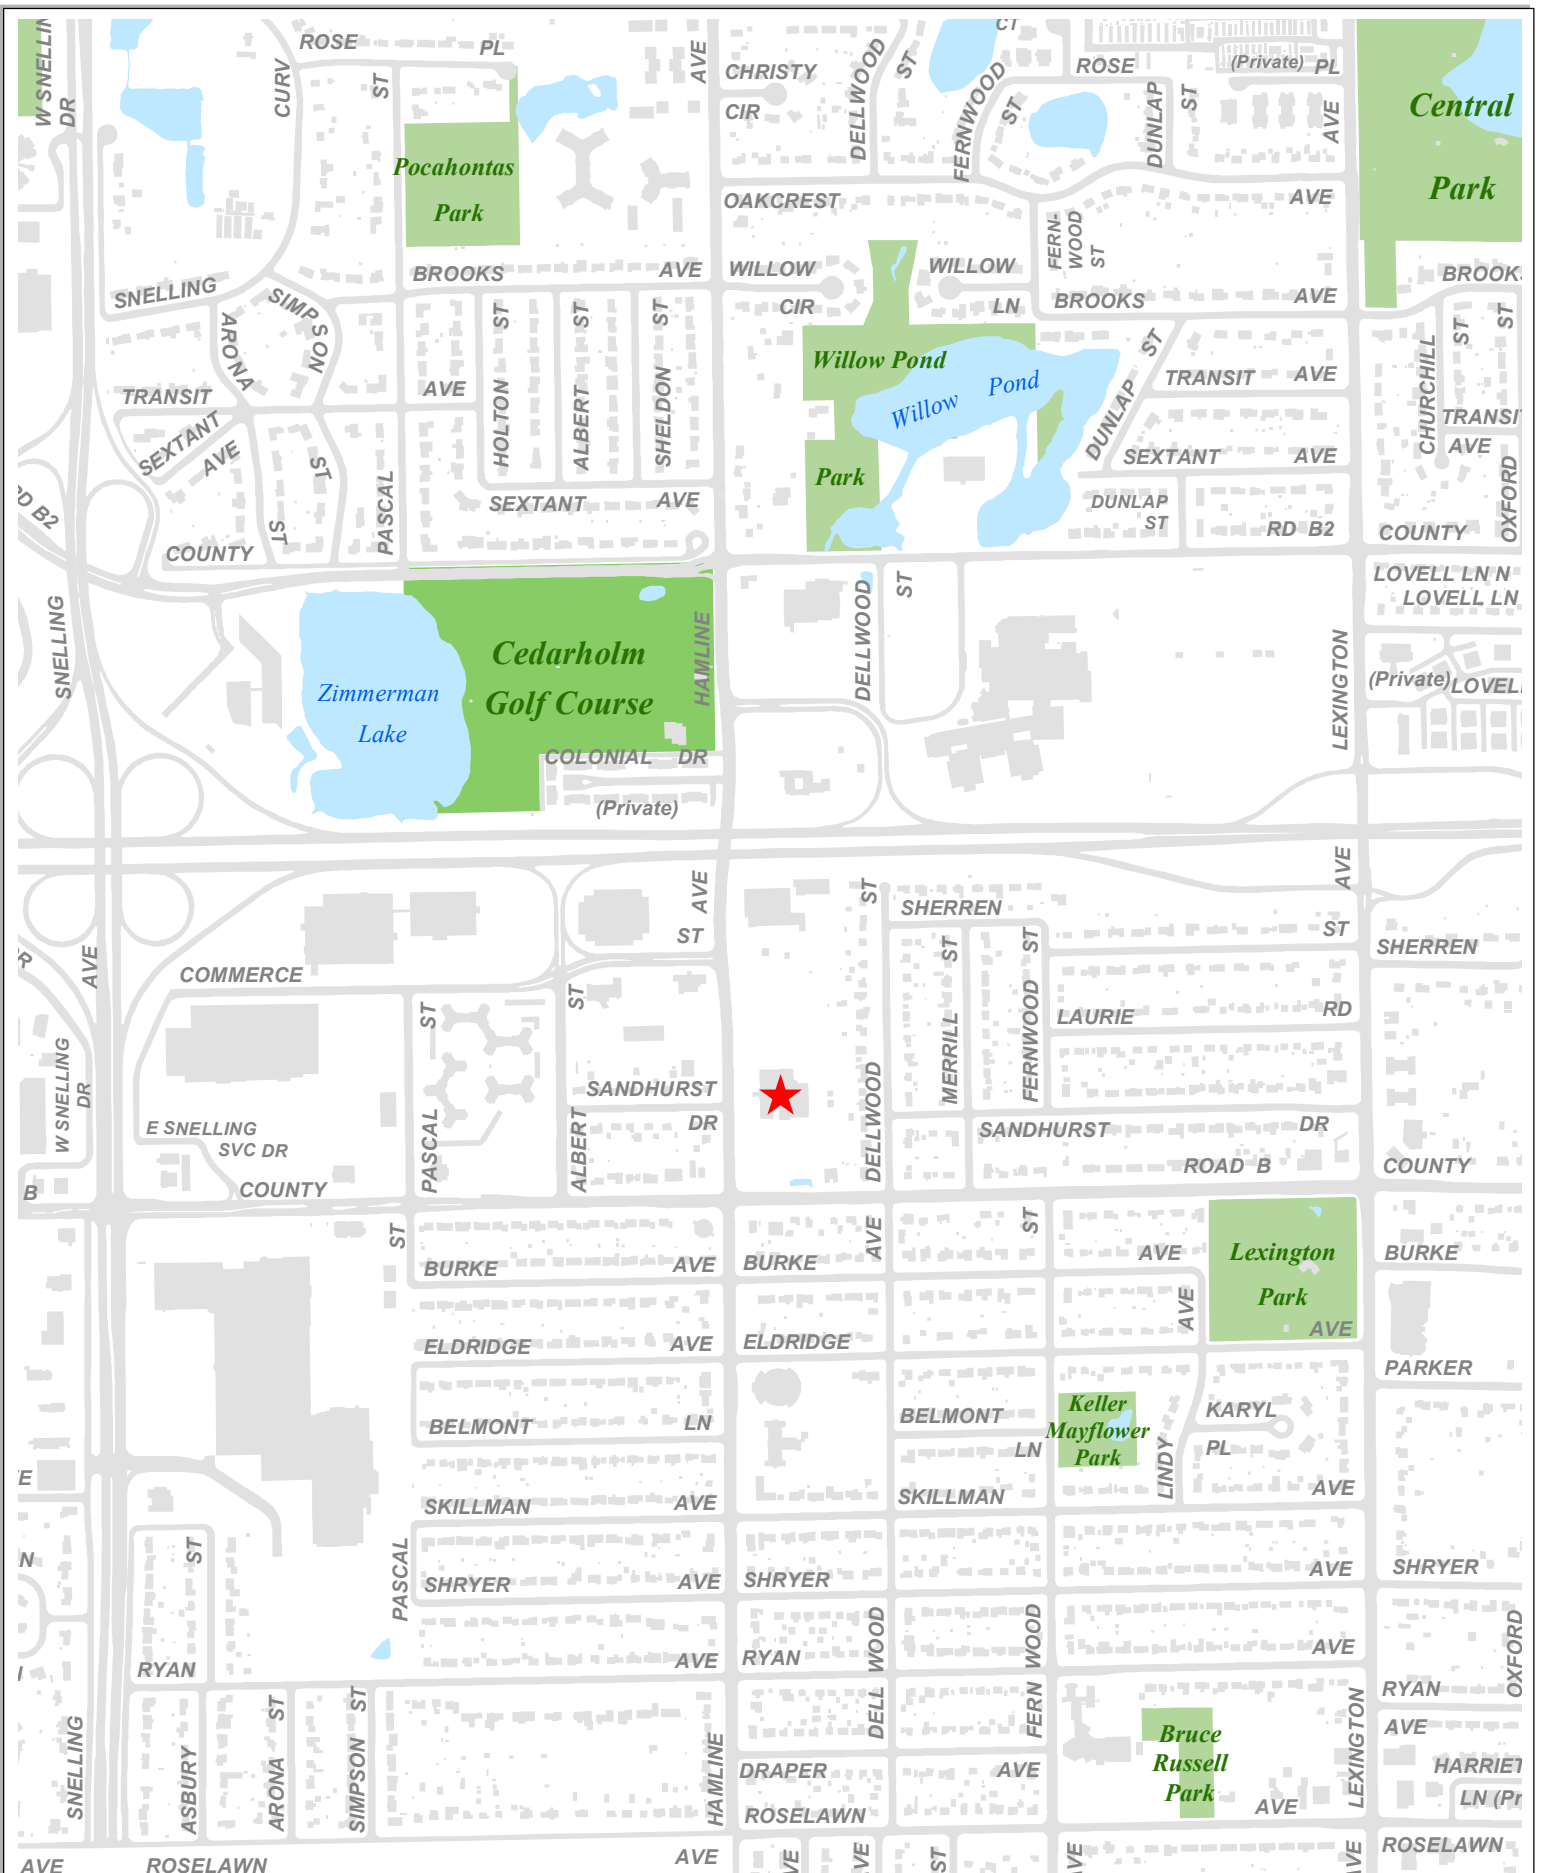 W SNELLIN
DR
ROSE
PL
CURV
ST
AVE
CHRISTY
CIR
DELLWOOD
ST
CT
FERNWOOD
ST
ROSE
(Private)
PL
DUNLAP
ST
AVE
Central
Park
Pocahontas
Park
OAKCREST
AVE
FERN-
WOOD
ST
BROOKS
AVE
WILLOW
CIR
WILLOW
LN
BROOKS
AVE
SNELLING
SIMPSON
ARONA
HOLTON
ST
ALBERT
ST
SHELDON
ST
Willow Pond
Willow Pond
Park
DUNLAP
ST
TRANSIT
AVE
CHURCHILL
ST
ST
TRANSIT
AVE
SEXTANT
AVE
ST
ST
PASCAL
SEXTANT
AVE
SEXTANT
AVE
AVE
OXFORD
DUNLAP
ST
RD B2
COUNTY
RD B2
COUNTY
LOVELL LN N
LOVELL LN
SNELLING
Zimmerman
Lake
Cedarholm
Golf Course
HAMLINE
DELLWOOD
ST
LEXINGTON
(Private)
COLONIAL DR
(Private)
AVE
ST
COMMERCE
AVE
ST
SHERREN
ST
AVE
SHERREN
MERRILL
ST
FERNWOOD
ST
LAURIE
RD
W SNELLING
DR
PASCAL
ST
ALBERT
ST
SANDHURST
DR
DELLWOOD
SANDHURST
DR
E SNELLING
SVC DR
B
COUNTY
ROAD B
COUNTY
ST
BURKE
AVE
BURKE
AVE
ST
AVE
Lexington
Park
BURKE
ELDRIDGE
AVE
ELDRIDGE
AVE
AVE
PARKER
BELMONT
LN
BELMONT
LN
Keller
Mayflower
Park
LINDY
KARYL
PL
SKILLMAN
AVE
SKILLMAN
AVE
ST
PASCAL
SHRYER
AVE
SHRYER
AVE
SHRYER
RYAN
AVE
RYAN
DELL WOOD
FERN WOOD
AVE
RYAN
AVE
OXFORD
SNELLING
ASBURY
ARONA
ST
SIMPSON
ST
HAMLINE
DRAPER
AVE
Bruce
Russell
Park
LEXINGTON
HARRIET
LN (Pr
ROSELAWN
AVE
AVE
ROSELAWN
AVE
ST
ROSELAWN